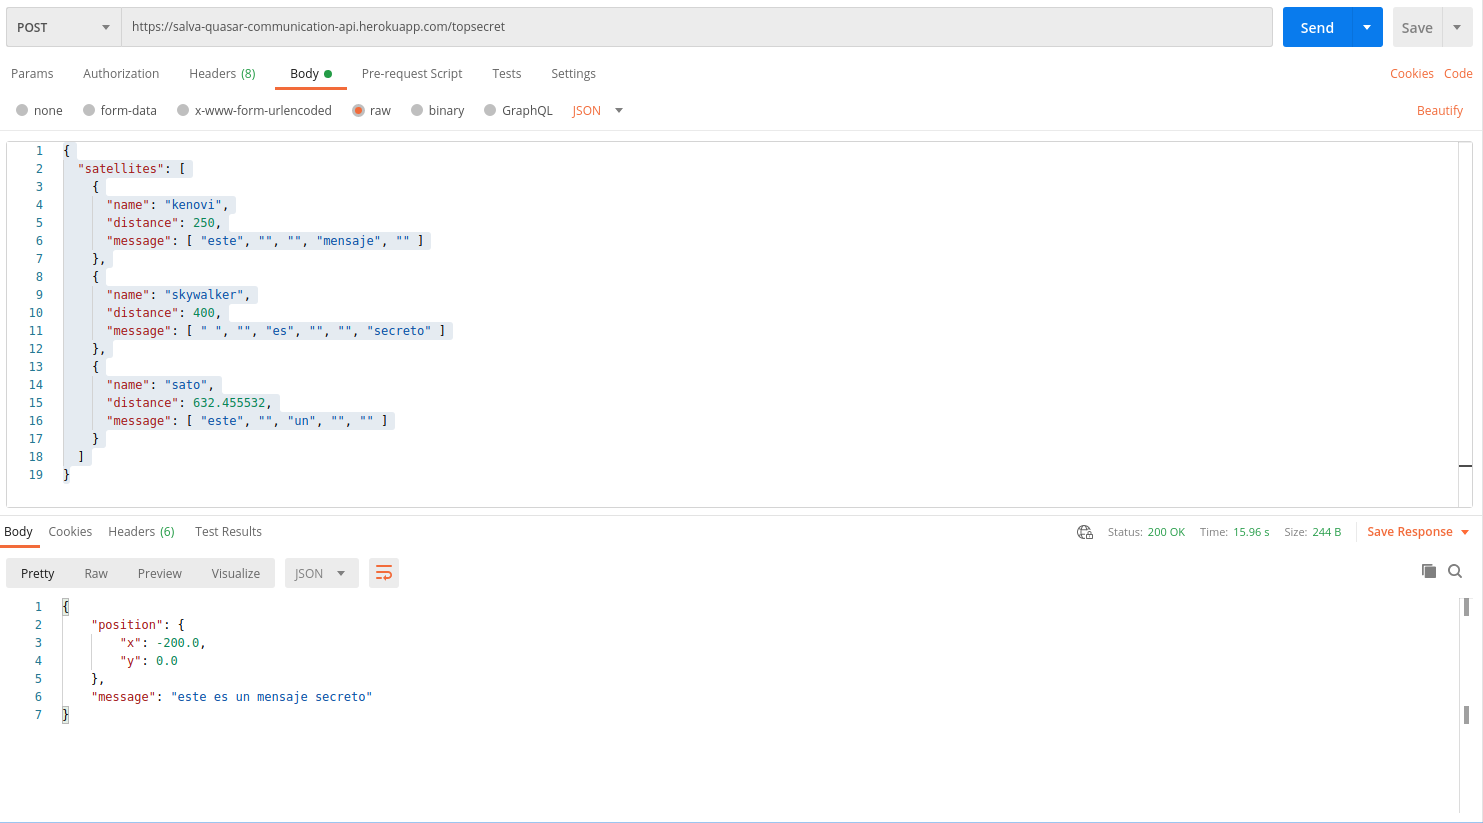 POST https://salva-quasar-communication-api.herokuapp.com/topsecret Send Save
Params Authorization Headers (8) Body Pre-request Script Tests Settings Cookies Code
none form-data x-www-form-urlencoded raw binary GraphQL JSON Beautify
1 {
2 "satellites": [
3 {
4 "name": "kenovi",
5 "distance": 250,
6 "message": [ "este", "", "", "mensaje", "" ]
7 },
8 {
9 "name": "skywalker",
10 "distance": 400,
11 "message": [ " ", "", "es", "", "", "secreto" ]
12 },
13 {
14 "name": "sato",
15 "distance": 632.455532,
16 "message": [ "este", "", "un", "", "" ]
17 }
18 ]
19 }
Body Cookies Headers (6) Test Results Status: 200 OK Time: 15.96 s Size: 244 B Save Response
Pretty Raw Preview Visualize JSON
1 {
2 "position": {
3 "x": -200.0,
4 "y": 0.0
5 },
6 "message": "este es un mensaje secreto"
7 }